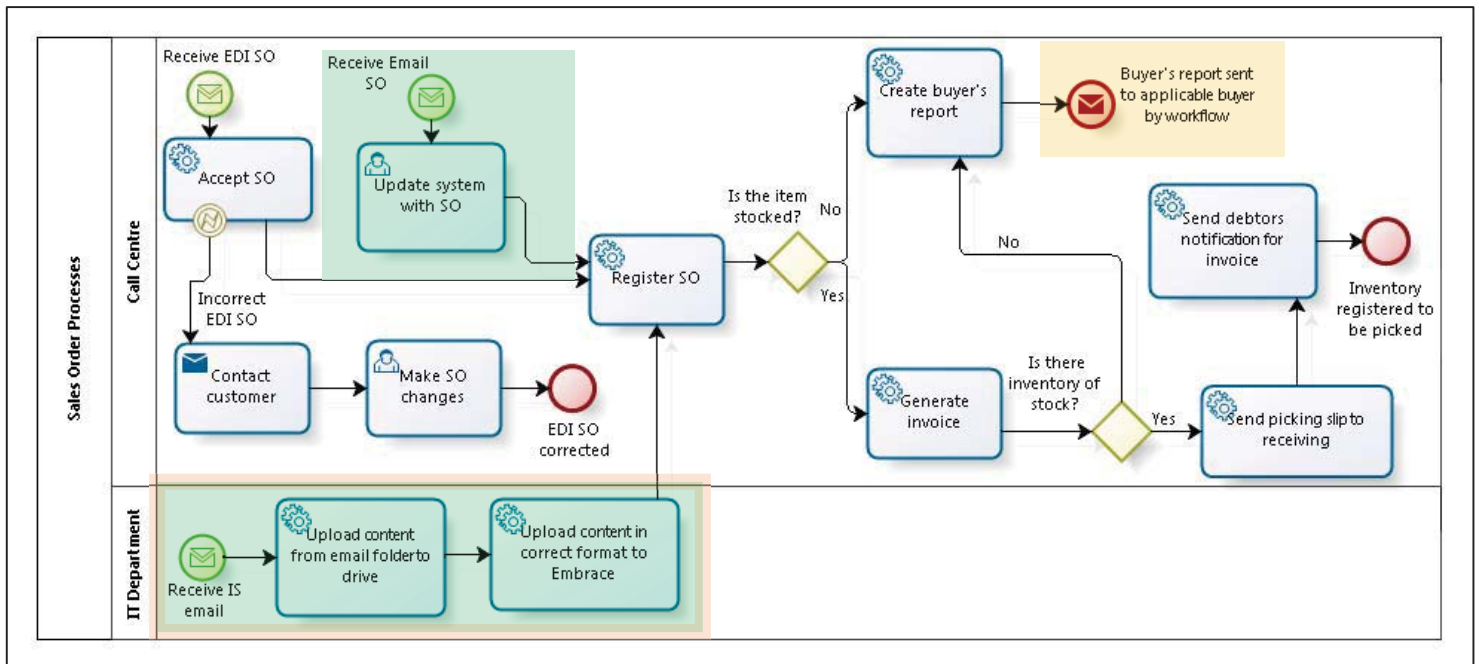 Sales Order Processes
Call Centre
Receive EDI SO
Accept SO
Incorrect
EDI SO
Contact
customer
Make SO
changes
EDI SO
corrected
Receive Email
SO
Update system
with SO
Register SO
Is the item
stocked?
No
Yes
Create buyer's
report
Buyer's report sent
to applicable buyer
by workflow
Generate
invoice
Is there
inventory of
stock?
No
Yes
Send picking slip to
receiving
Send debtors
notification for
invoice
Inventory
registered to
be picked
IT Department
Receive IS
email
Upload content
from email folder to
drive
Upload content in
correct format to
Embrace